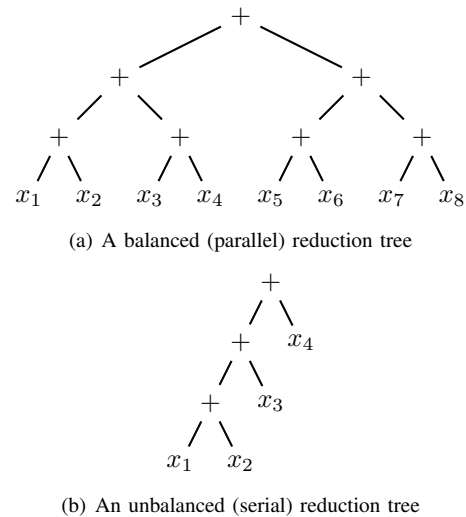 +
+ +
+ + + +
x₁ x₂ x₃ x₄ x₅ x₆ x₇ x₈
(a) A balanced (parallel) reduction tree
+
+ x₄
+ x₃
x₁ x₂
(b) An unbalanced (serial) reduction tree